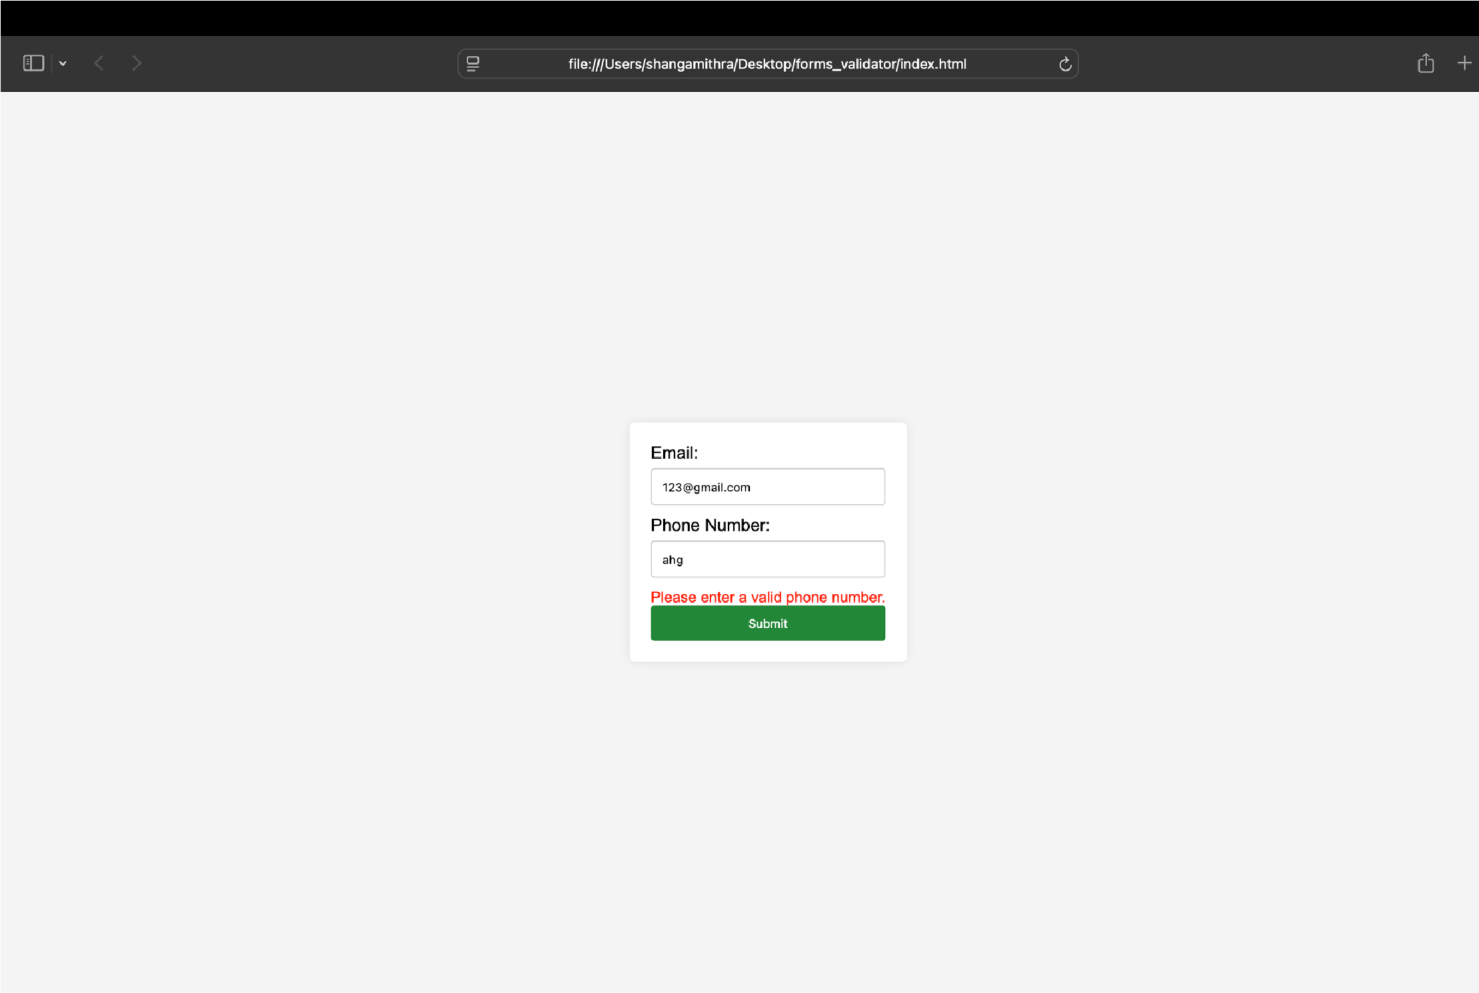 file:///Users/shangamithra/Desktop/forms_validator/index.html
Email:
123@gmail.com
Phone Number:
ahg
Please enter a valid phone number.
Submit